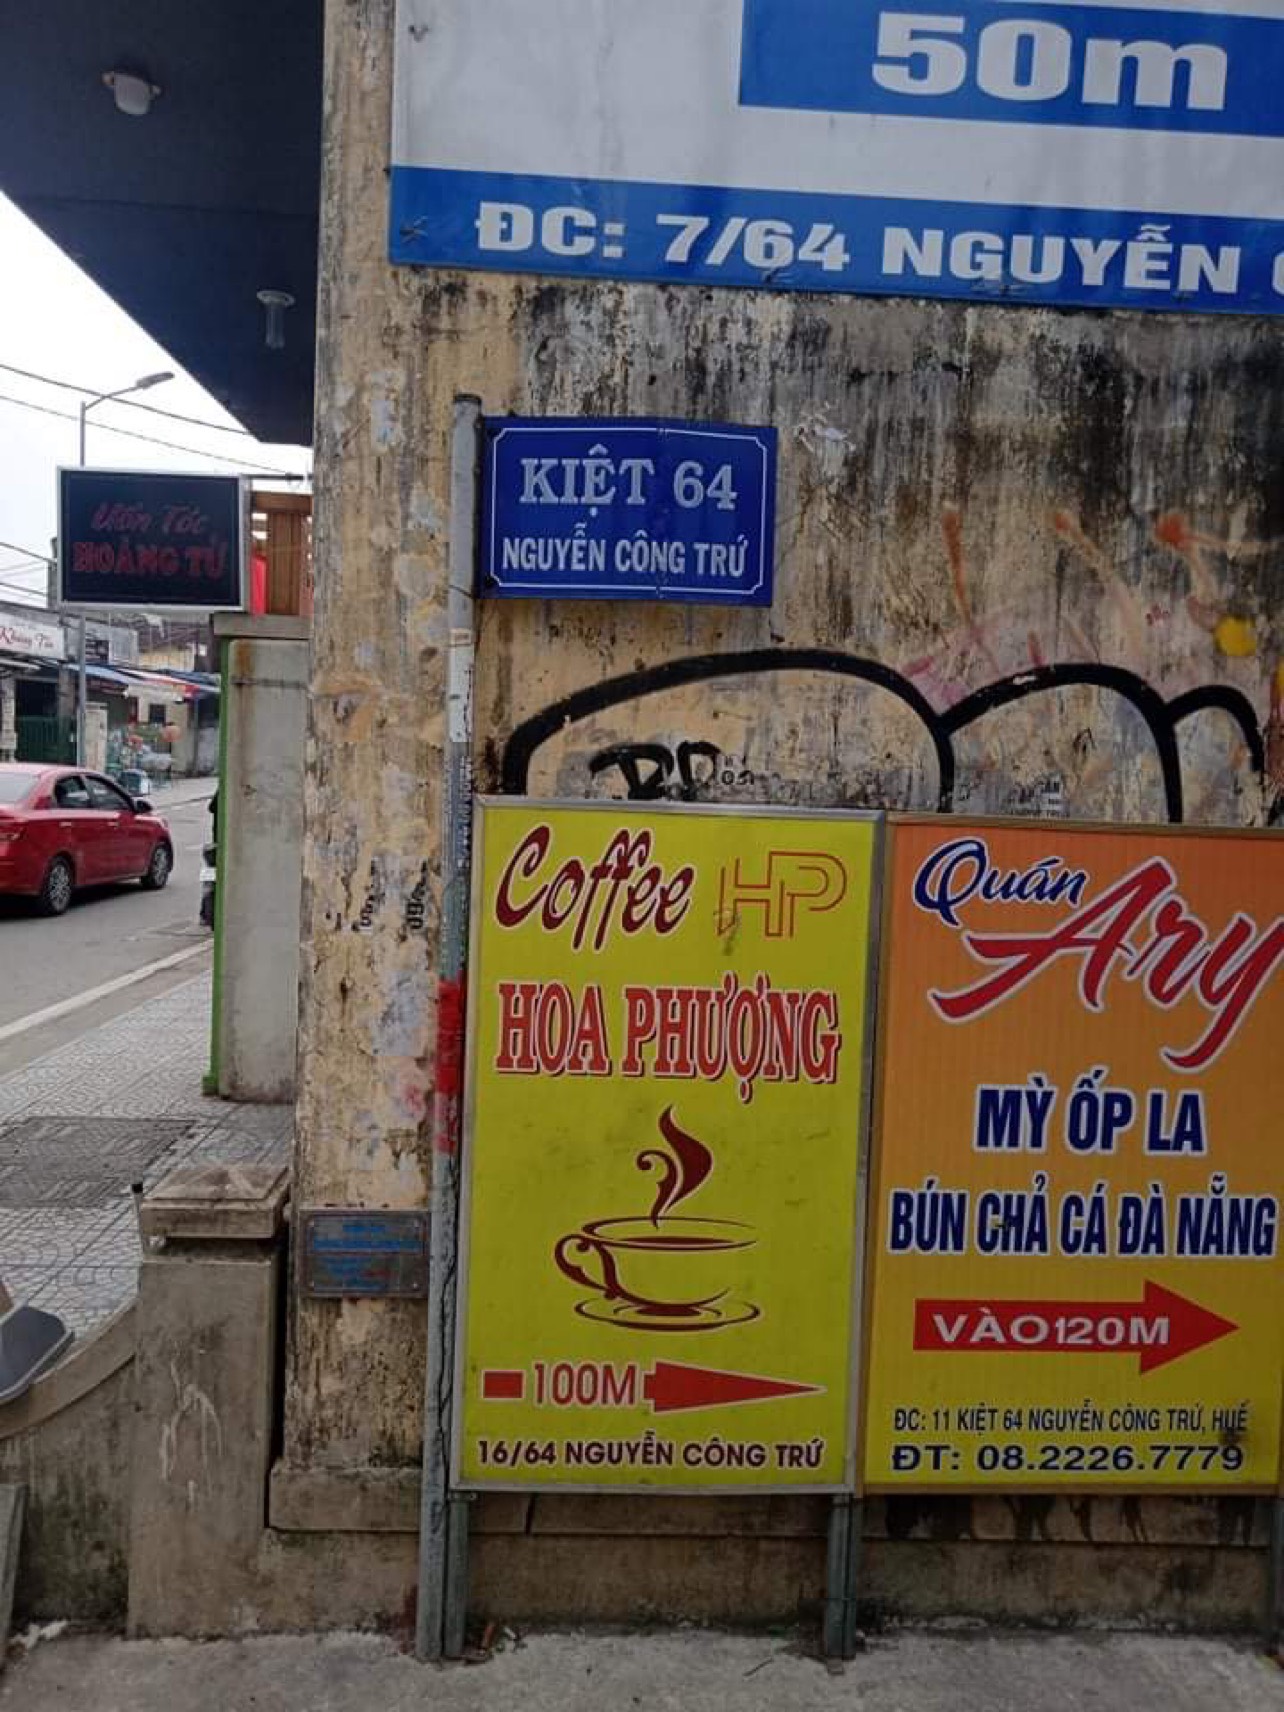 50m
ĐC: 7/64 NGUYỄN
KIỆT 64
NGUYỄN CÔNG TRỨ
Uốn Tóc
HOÀNG TỬ
Coffee HP
HOA PHƯỢNG
100M
16/64 NGUYỄN CÔNG TRỨ
Quán
Ary
MỲ ỐP LA
BÚN CHẢ CÁ ĐÀ NẴNG
VÀO120M
ĐC: 11 KIỆT 64 NGUYỄN CÔNG TRỨ, HUẾ
ĐT: 08.2226.7779